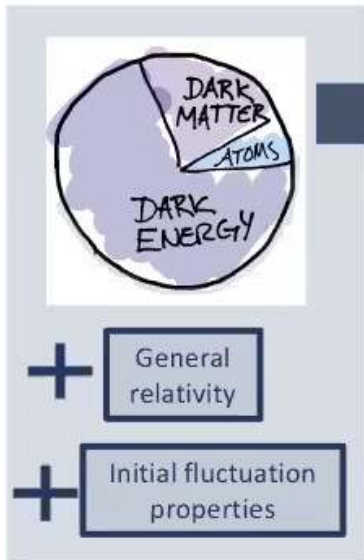 DARK
MATTER
ATOMS
DARK
ENERGY
+
General
relativity
+
Initial fluctuation
properties